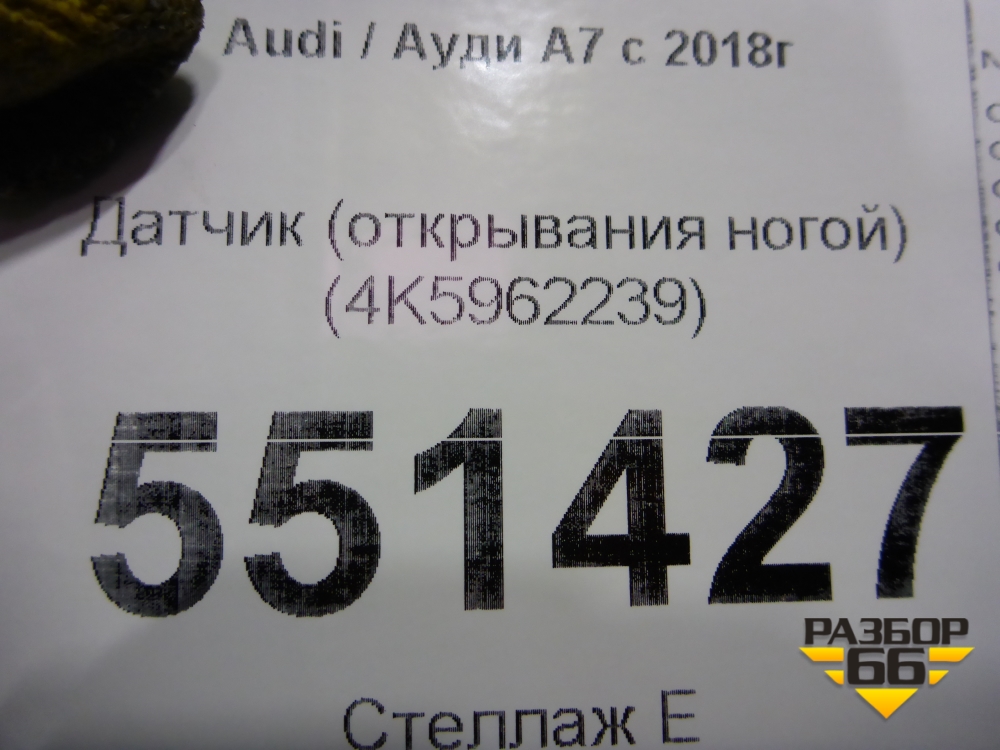 Audi / Ауди А7 с 2018г
Датчик (открывания ногой)
(4K5962239)
551427
РАЗБОР
66
Стеллаж Е